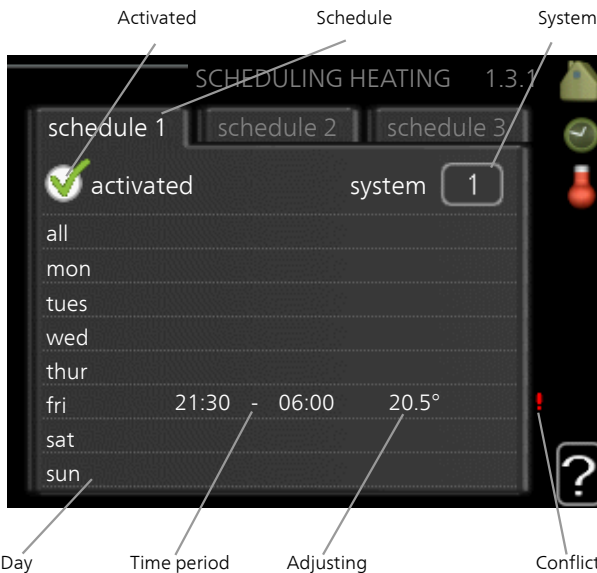 Activated Schedule System
SCHEDULING HEATING 1.3.1
schedule 1 schedule 2 schedule 3
activated system 1
all
mon
tues
wed
thur
fri 21:30 - 06:00 20.5° !
sat
sun
?
Day Time period Adjusting Conflict